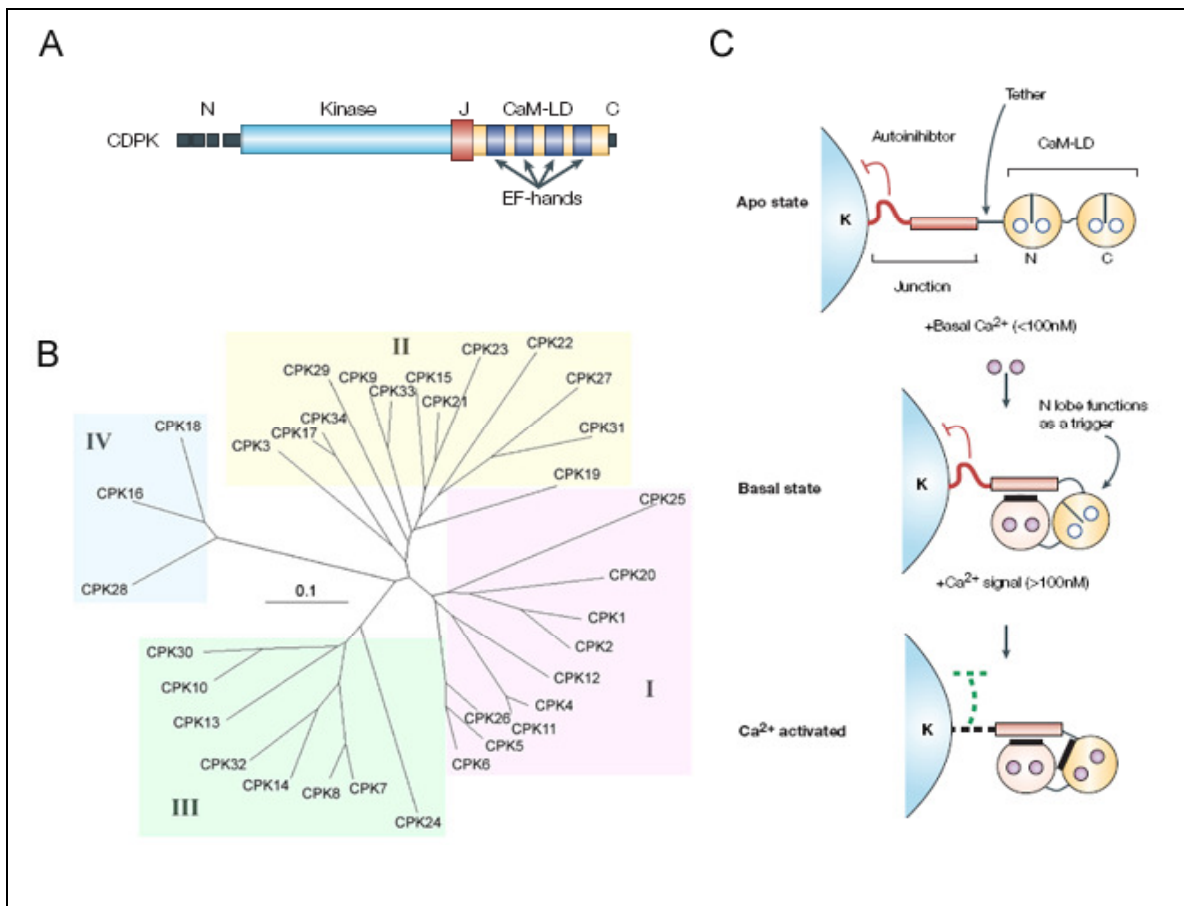 A
N Kinase J CaM-LD C
CDPK
EF-hands
B
II
CPK29
CPK9
CPK33
CPK15
CPK23
CPK22
CPK21
CPK27
CPK34
CPK17
CPK3
CPK31
CPK19
IV
CPK18
CPK16
CPK28
0.1
CPK25
CPK20
CPK1
CPK2
CPK12
I
CPK4
CPK26
CPK11
CPK5
CPK6
CPK30
CPK10
CPK13
CPK32
CPK14
CPK8
CPK7
CPK24
III
C
Tether
Autoinihibtor
CaM-LD
Apo state
K
N C
Junction
+Basal Ca²⁺ (<100nM)
N lobe functions
as a trigger
Basal state
K
+Ca²⁺ signal (>100nM)
Ca²⁺ activated
K